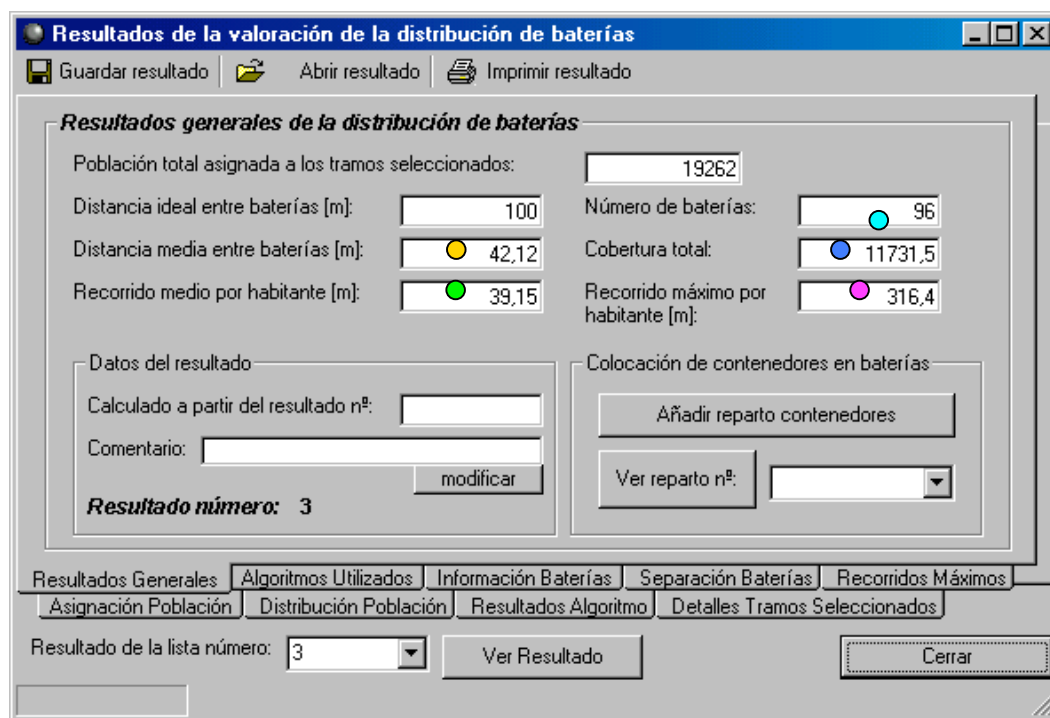 Resultados de la valoración de la distribución de baterías
Guardar resultado Abrir resultado Imprimir resultado
Resultados generales de la distribución de baterías
Población total asignada a los tramos seleccionados: 19262
Distancia ideal entre baterías [m]: 100 Número de baterías: 96
Distancia media entre baterías [m]: 42,12 Cobertura total: 11731,5
Recorrido medio por habitante [m]: 39,15 Recorrido máximo por habitante [m]: 316,4
Datos del resultado Colocación de contenedores en baterías
Calculado a partir del resultado nº: Añadir reparto contenedores
Comentario:
modificar Ver reparto nº:
Resultado número: 3
Resultados Generales Algoritmos Utilizados Información Baterías Separación Baterías Recorridos Máximos
Asignación Población Distribución Población Resultados Algoritmo Detalles Tramos Seleccionados
Resultado de la lista número: 3 Ver Resultado Cerrar